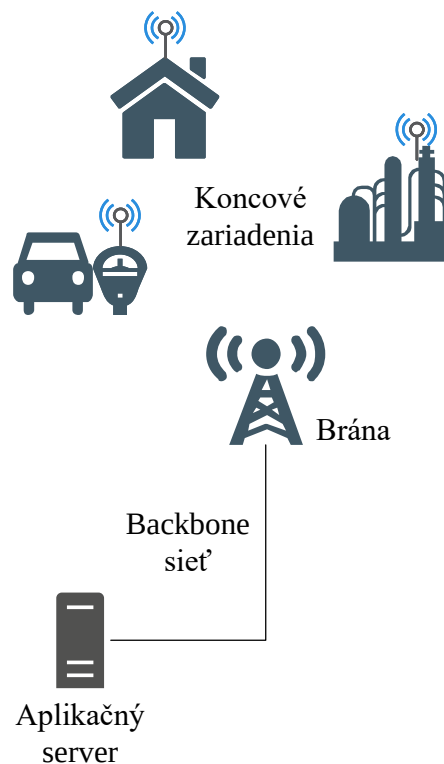 Koncové
zariadenia
Brána
Backbone
sieť
Aplikačný
server